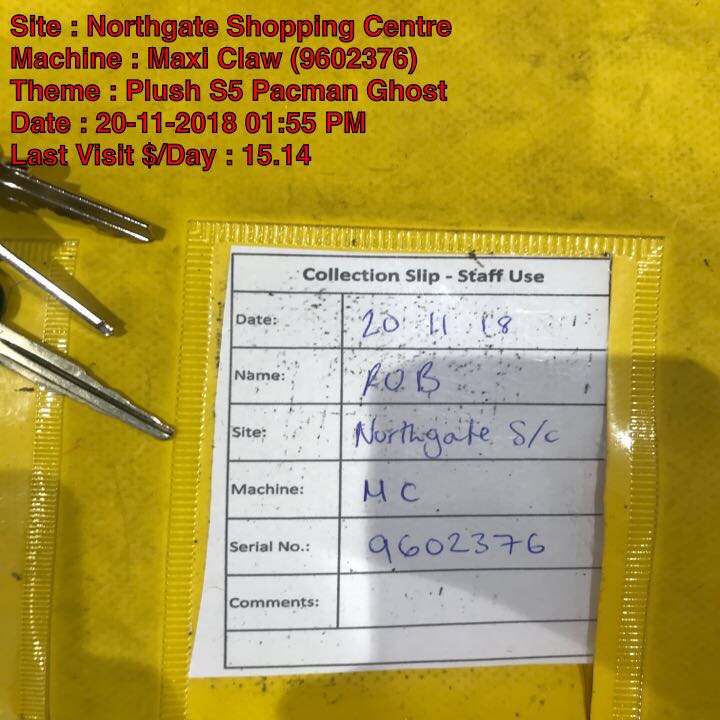 Site : Northgate Shopping Centre
Machine : Maxi Claw (9602376)
Theme : Plush S5 Pacman Ghost
Date : 20-11-2018 01:55 PM
Last Visit $/Day : 15.14
Collection Slip - Staff Use
Date: 20 11 18
Name: ROB
Site: Northgate S/c
Machine: MC
Serial No.: 9602376
Comments: